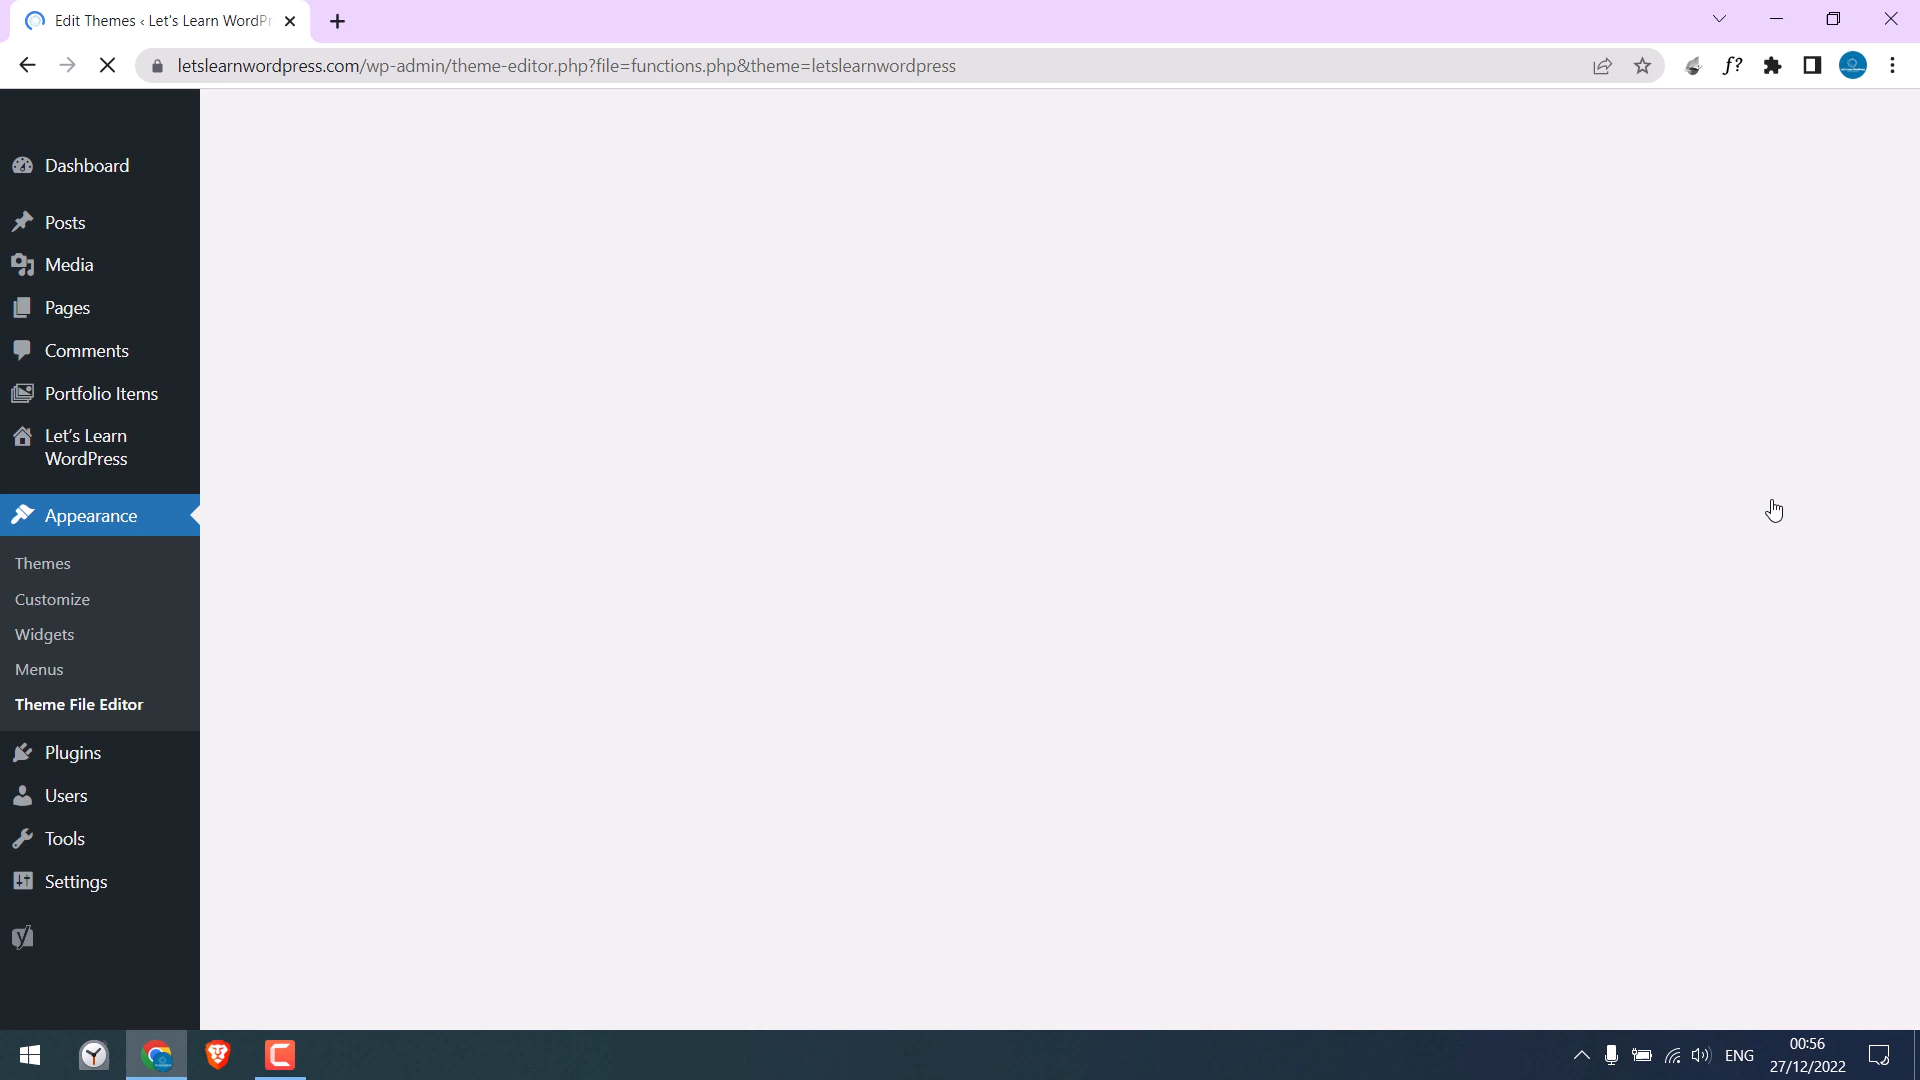 Edit Themes ‹ Let's Learn WordPr
letslearnwordpress.com/wp-admin/theme-editor.php?file=functions.php&theme=letslearnwordpress
f?
Dashboard
Posts
Media
Pages
Comments
Portfolio Items
Let's Learn
WordPress
Appearance
Themes
Customize
Widgets
Menus
Theme File Editor
Plugins
Users
Tools
Settings
ENG
00:56
27/12/2022